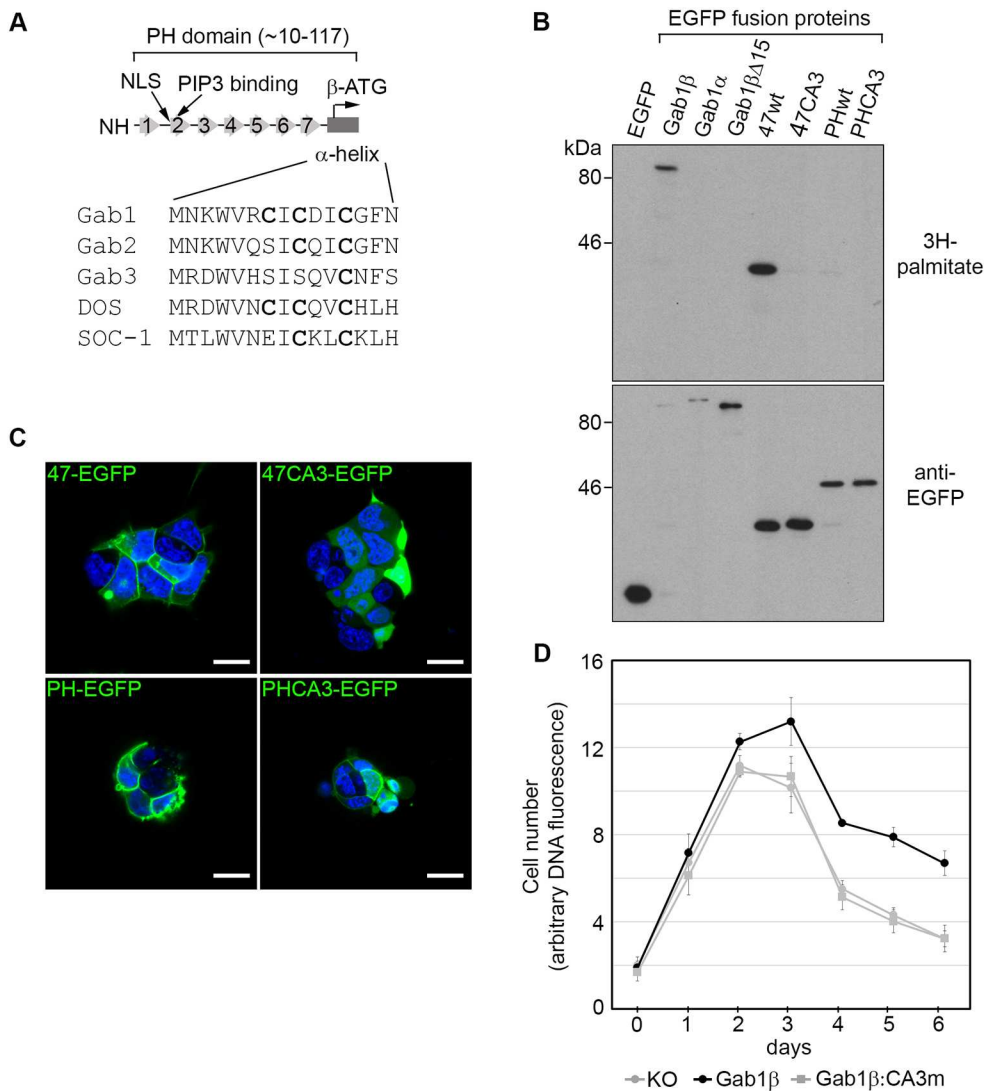 A
PH domain (~10-117)
NLS
PIP3 binding
β-ATG
NH
1 2 3 4 5 6 7
α-helix
Gab1 MNKWVRCICDICGFN
Gab2 MNKWVQSICQICGFN
Gab3 MRDWVHSISQVCNFS
DOS MRDWVNCICQVCHLH
SOC-1 MTLWVNEICKLCKLH
B
EGFP fusion proteins
EGFP
Gab1β
Gab1α
Gab1βΔ15
47wt
47CA3
PHwt
PHCA3
kDa
80
46
3H-
palmitate
80
46
anti-
EGFP
C
47-EGFP
47CA3-EGFP
PH-EGFP
PHCA3-EGFP
D
Cell number
(arbitrary DNA fluorescence)
16
12
8
4
0
0 1 2 3 4 5 6
days
KO Gab1β Gab1β:CA3m